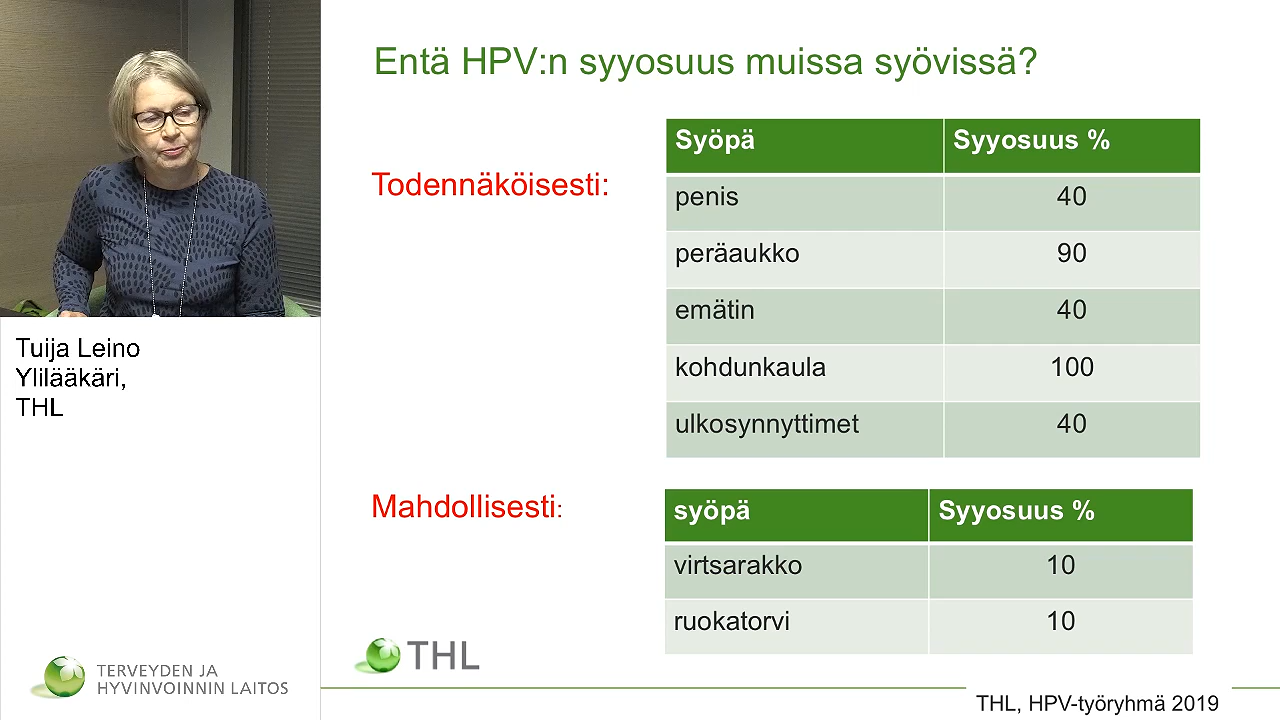 Entä HPV:n syyosuus muissa syövissä?
Todennäköisesti:
Syöpä Syyosuus %
penis 40
peräaukko 90
emätin 40
kohdunkaula 100
ulkosynnyttimet 40
Mahdollisesti:
syöpä Syyosuus %
virtsarakko 10
ruokatorvi 10
Tuija Leino
Ylilääkäri,
THL
TERVEYDEN JA
HYVINVOINNIN LAITOS
THL
THL, HPV-työryhmä 2019